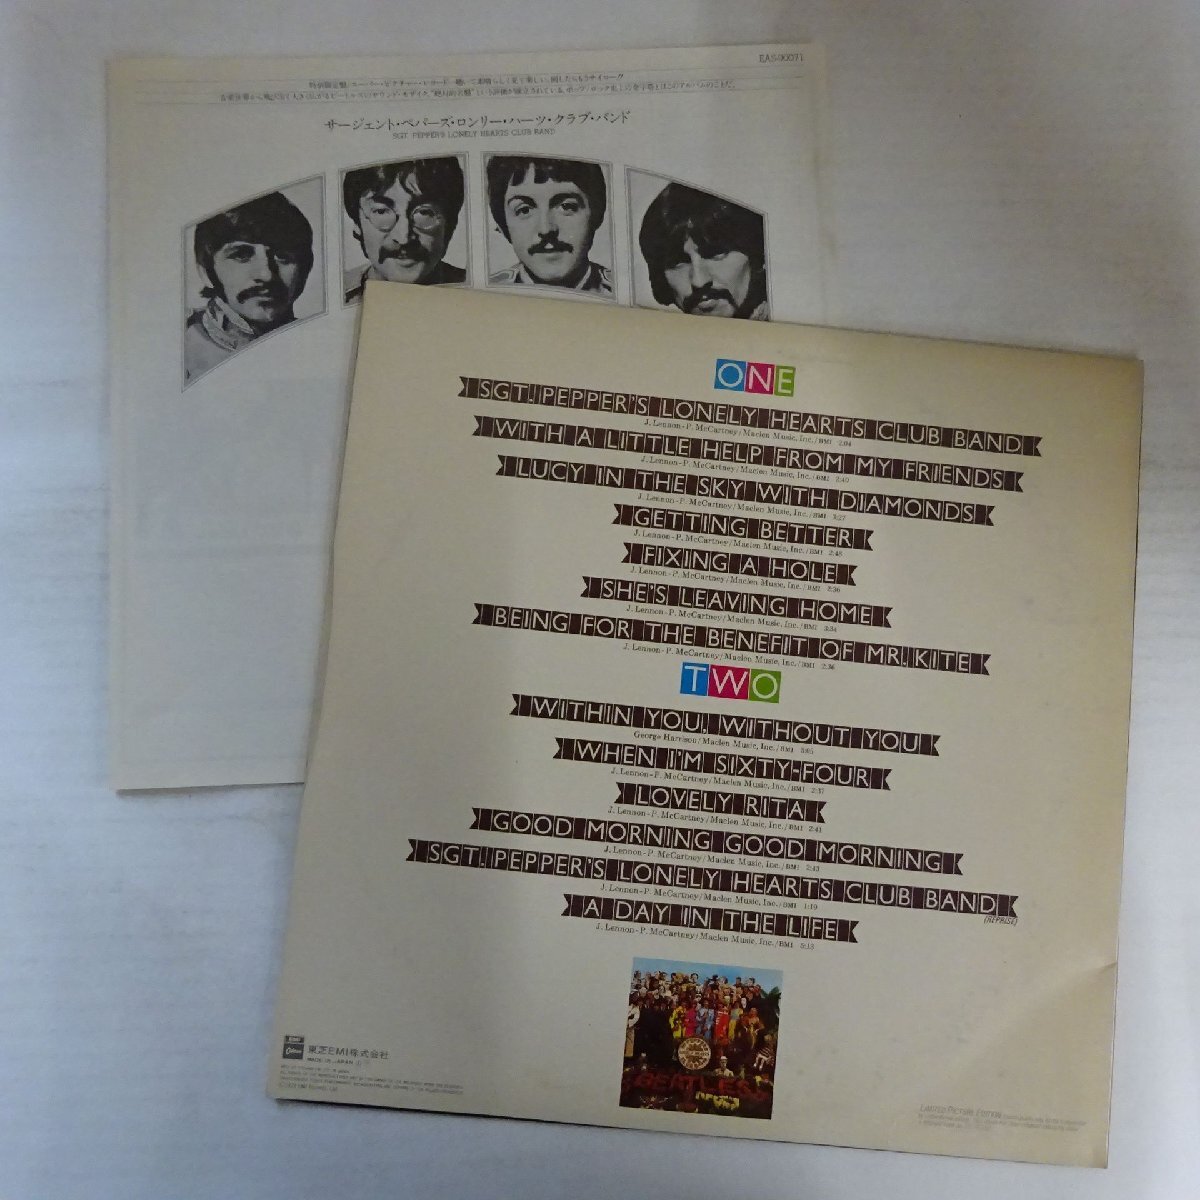 EAS-90071
サージェント・ペパーズ・ロンリー・ハーツ・クラブ・バンド
SGT. PEPPER'S LONELY HEARTS CLUB BAND
ONE
SGT. PEPPER'S LONELY HEARTS CLUB BAND
J. Lennon-P. McCartney/Maclen Music, Inc./BMI 2:04
WITH A LITTLE HELP FROM MY FRIENDS
J. Lennon-P. McCartney/Maclen Music, Inc./BMI 2:40
LUCY IN THE SKY WITH DIAMONDS
J. Lennon-P. McCartney/Maclen Music, Inc./BMI 3:27
GETTING BETTER
J. Lennon-P. McCartney/Maclen Music, Inc./BMI 2:48
FIXING A HOLE
J. Lennon-P. McCartney/Maclen Music, Inc./BMI 2:36
SHE'S LEAVING HOME
J. Lennon-P. McCartney/Maclen Music, Inc./BMI 3:34
BEING FOR THE BENEFIT OF MR. KITE
J. Lennon-P. McCartney/Maclen Music, Inc./BMI 2:36
TWO
WITHIN YOU, WITHOUT YOU
George Harrison/Maclen Music, Inc./BMI 5:05
WHEN I'M SIXTY-FOUR
J. Lennon-P. McCartney/Maclen Music, Inc./BMI 2:37
LOVELY RITA
J. Lennon-P. McCartney/Maclen Music, Inc./BMI 2:41
GOOD MORNING GOOD MORNING
J. Lennon-P. McCartney/Maclen Music, Inc./BMI 2:43
SGT. PEPPER'S LONELY HEARTS CLUB BAND
(REPRISE)
J. Lennon-P. McCartney/Maclen Music, Inc./BMI 1:19
A DAY IN THE LIFE
J. Lennon-P. McCartney/Maclen Music, Inc./BMI 5:13
BEATLES
EMI
Odeon
東芝EMI株式会社
MADE IN JAPAN
LIMITED PICTURE EDITION